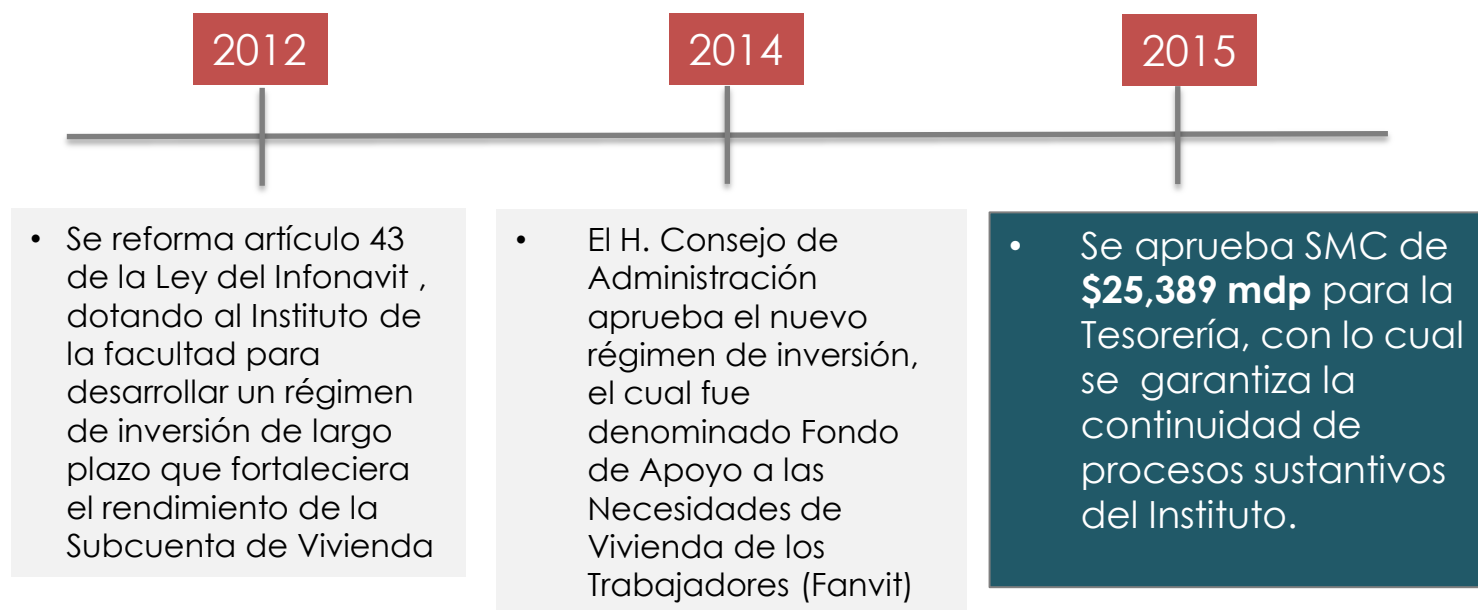 2012
2014
2015
• Se reforma artículo 43
de la Ley del Infonavit ,
dotando al Instituto de
la facultad para
desarrollar un régimen
de inversión de largo
plazo que fortaleciera
el rendimiento de la
Subcuenta de Vivienda
• El H. Consejo de
Administración
aprueba el nuevo
régimen de inversión,
el cual fue
denominado Fondo
de Apoyo a las
Necesidades de
Vivienda de los
Trabajadores (Fanvit)
• Se aprueba SMC de
$25,389 mdp para la
Tesorería, con lo cual
se garantiza la
continuidad de
procesos sustantivos
del Instituto.